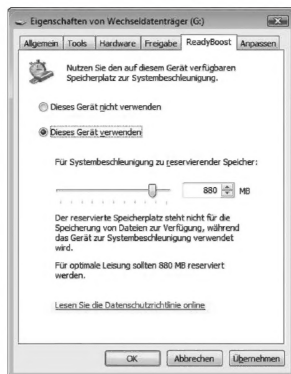 Eigenschaften von Wechseldatenträger (G:)
Allgemein Tools Hardware Freigabe ReadyBoost Anpassen
Nutzen Sie den auf diesem Gerät verfügbaren
Speicherplatz zur Systembeschleunigung.
Dieses Gerät nicht verwenden
Dieses Gerät verwenden
Für Systembeschleunigung zu reservierender Speicher:
880 MB
Der reservierte Speicherplatz steht nicht für die
Speicherung von Dateien zur Verfügung, während
das Gerät zur Systembeschleunigung verwendet
wird.
Für optimale Leisung sollten 880 MB reserviert
werden.
Lesen Sie die Datenschutzrichtlinie online
OK Abbrechen Übernehmen